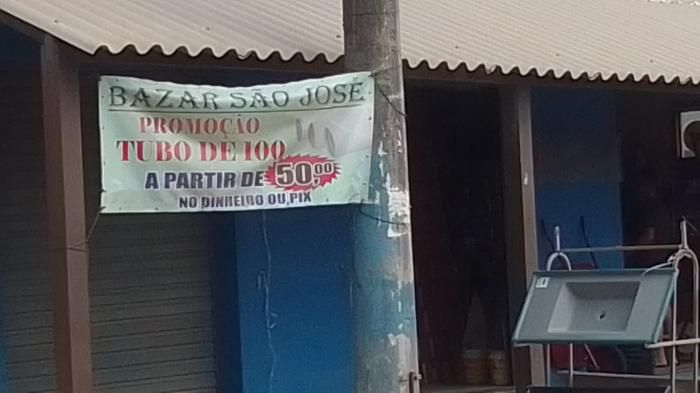 BAZAR SÃO JOSÉ
PROMOÇÃO
TUBO DE 100
A PARTIR DE 50,00
NO DINHEIRO OU PIX